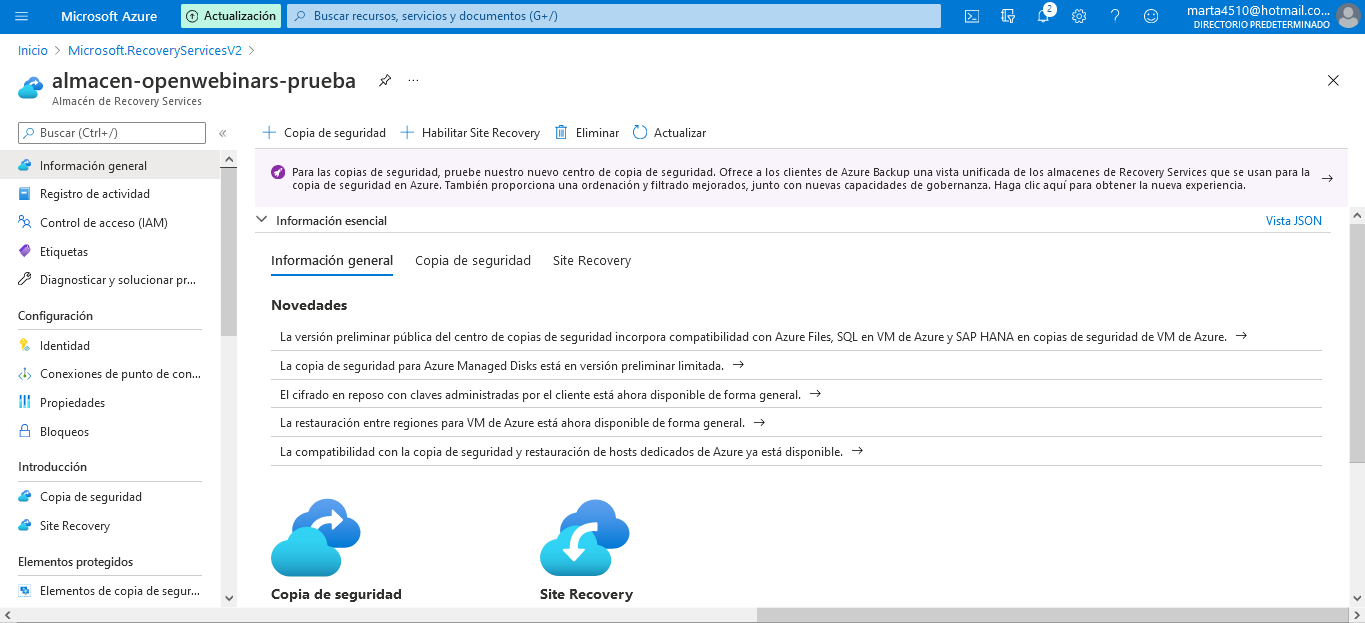 Microsoft Azure
Actualización
Buscar recursos, servicios y documentos (G+/)
2
marta4510@hotmail.co...
DIRECTORIO PREDETERMINADO
Inicio > Microsoft.RecoveryServicesV2 >
almacen-openwebinars-prueba
Almacén de Recovery Services
Buscar (Ctrl+/)
Información general
Registro de actividad
Control de acceso (IAM)
Etiquetas
Diagnosticar y solucionar pr...
Configuración
Identidad
Conexiones de punto de con...
Propiedades
Bloqueos
Introducción
Copia de seguridad
Site Recovery
Elementos protegidos
Elementos de copia de segur...
Copia de seguridad
Habilitar Site Recovery
Eliminar
Actualizar
Para las copias de seguridad, pruebe nuestro nuevo centro de copia de seguridad. Ofrece a los clientes de Azure Backup una vista unificada de los almacenes de Recovery Services que se usan para la
copia de seguridad en Azure. También proporciona una ordenación y filtrado mejorados, junto con nuevas capacidades de gobernanza. Haga clic aquí para obtener la nueva experiencia.
Información esencial
Vista JSON
Información general
Copia de seguridad
Site Recovery
Novedades
La versión preliminar pública del centro de copias de seguridad incorpora compatibilidad con Azure Files, SQL en VM de Azure y SAP HANA en copias de seguridad de VM de Azure.
La copia de seguridad para Azure Managed Disks está en versión preliminar limitada.
El cifrado en reposo con claves administradas por el cliente está ahora disponible de forma general.
La restauración entre regiones para VM de Azure está ahora disponible de forma general.
La compatibilidad con la copia de seguridad y restauración de hosts dedicados de Azure ya está disponible.
Copia de seguridad
Site Recovery